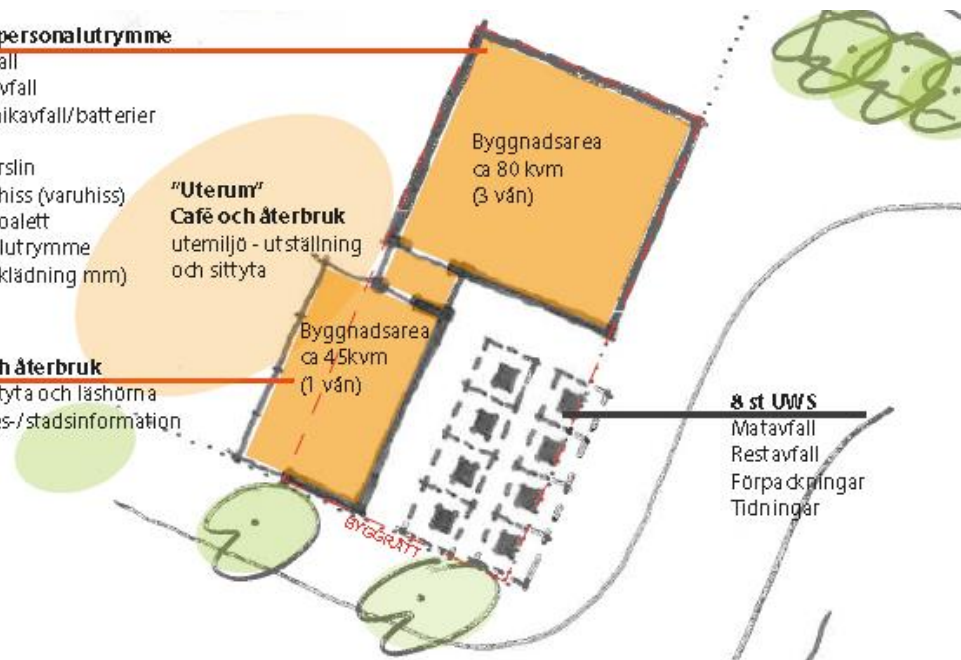 personalutrymme
all
vfall
nikavfall/batterier
rslin
hiss (varuhiss)
oalett
lutrymme
klädning mm)
"Uterum"
Café och återbruk
utemiljö - utställning
och sittyta
Byggnadsarea
ca 80 kvm
(3 vån)
Byggnadsarea
ca 45kvm
(1 vån)
h återbruk
tyta och läshörna
es-/stadsinformation
8 st UWS
Matavfall
Restavfall
Förpackningar
Tidningar
BYGGRÄTT